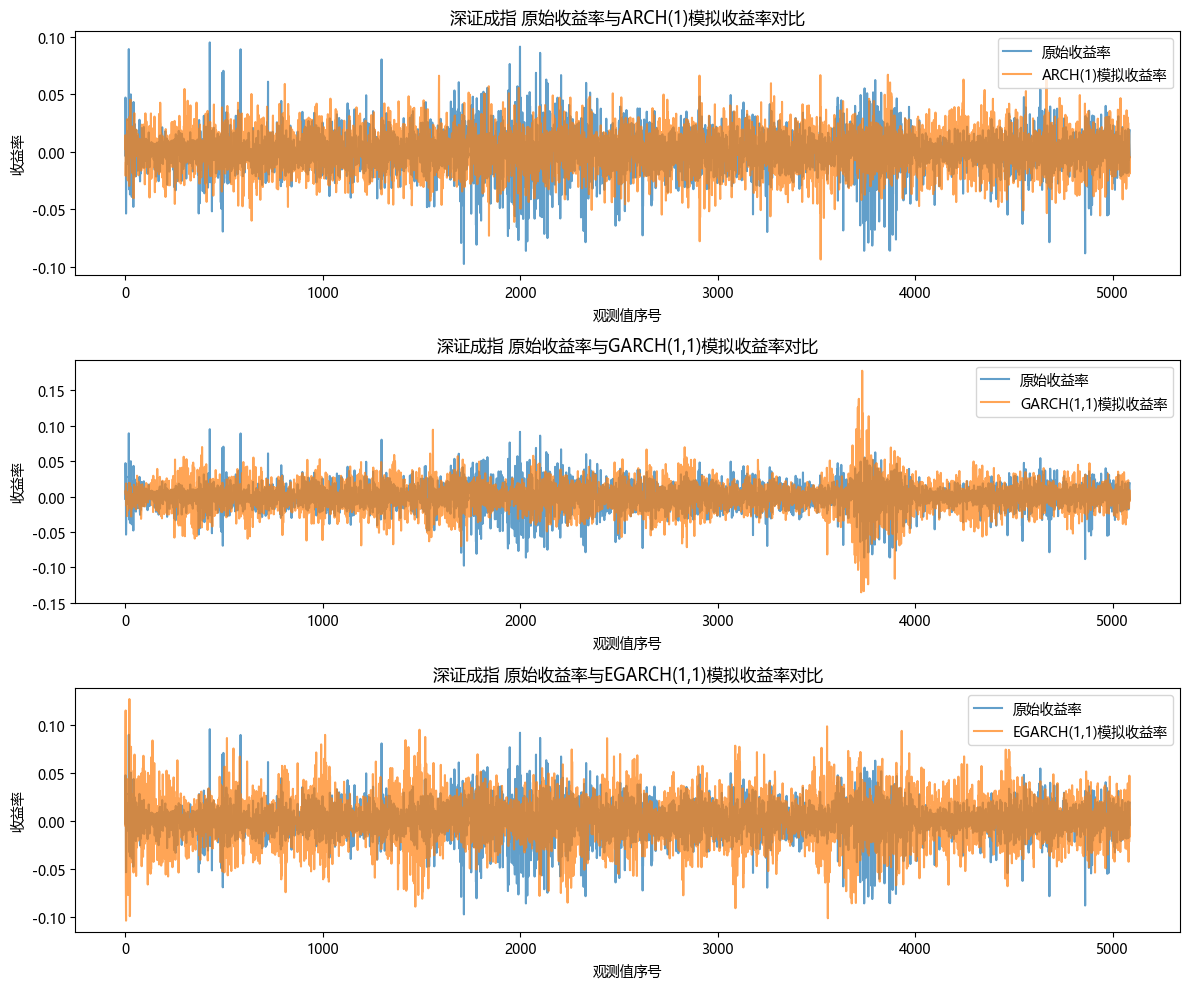 深证成指 原始收益率与ARCH(1)模拟收益率对比
0.10
0.05
0.00
-0.05
-0.10
收益率
原始收益率
ARCH(1)模拟收益率
0 1000 2000 3000 4000 5000
观测值序号
深证成指 原始收益率与GARCH(1,1)模拟收益率对比
0.15
0.10
0.05
0.00
-0.05
-0.10
-0.15
收益率
原始收益率
GARCH(1,1)模拟收益率
0 1000 2000 3000 4000 5000
观测值序号
深证成指 原始收益率与EGARCH(1,1)模拟收益率对比
0.10
0.05
0.00
-0.05
-0.10
收益率
原始收益率
EGARCH(1,1)模拟收益率
0 1000 2000 3000 4000 5000
观测值序号